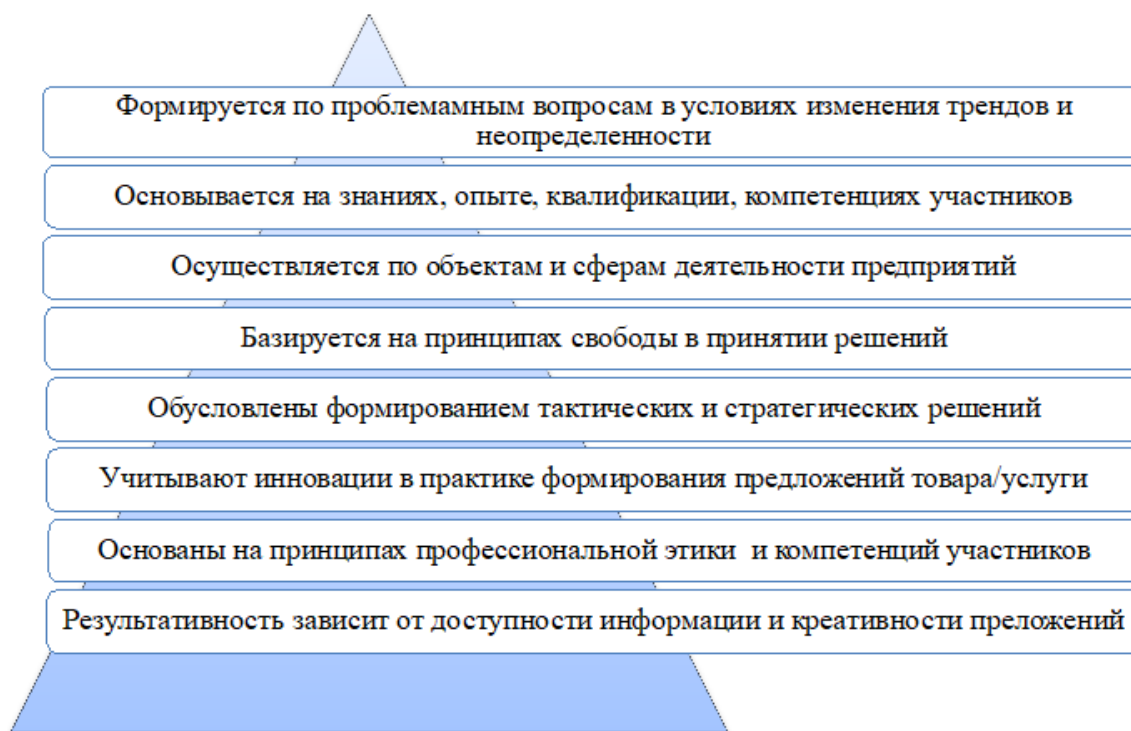 Формируется по проблемамным вопросам в условиях изменения трендов и
неопределенности
Основывается на знаниях, опыте, квалификации, компетенциях участников
Осуществляется по объектам и сферам деятельности предприятий
Базируется на принципах свободы в принятии решений
Обусловлены формированием тактических и стратегических решений
Учитывают инновации в практике формирования предложений товара/услуги
Основаны на принципах профессиональной этики и компетенций участников
Результативность зависит от доступности информации и креативности преложений